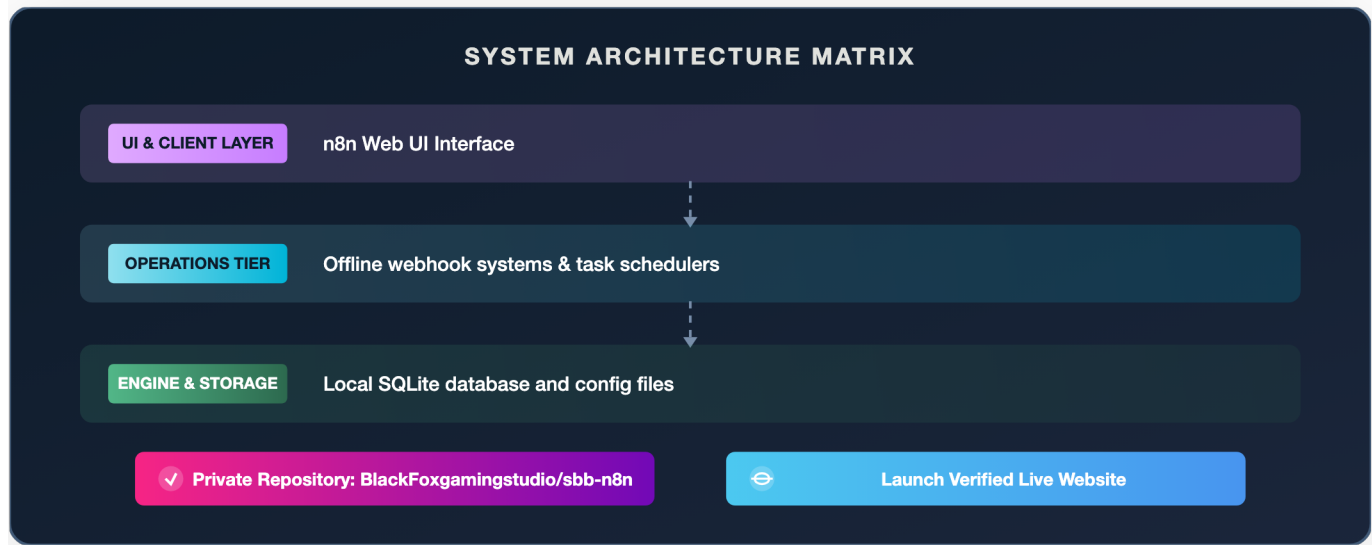 SYSTEM ARCHITECTURE MATRIX
UI & CLIENT LAYER n8n Web UI Interface
OPERATIONS TIER Offline webhook systems & task schedulers
ENGINE & STORAGE Local SQLite database and config files
Private Repository: BlackFoxgamingstudio/sbb-n8n Launch Verified Live Website